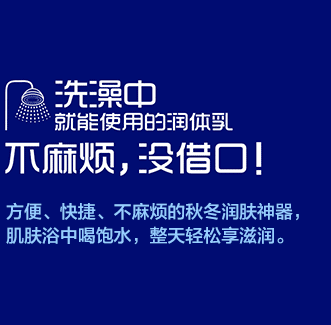 洗澡中
就能使用的润体乳
不麻烦，没借口！
方便、快捷、不麻烦的秋冬润肤神器，
肌肤浴中喝饱水，整天轻松享滋润。